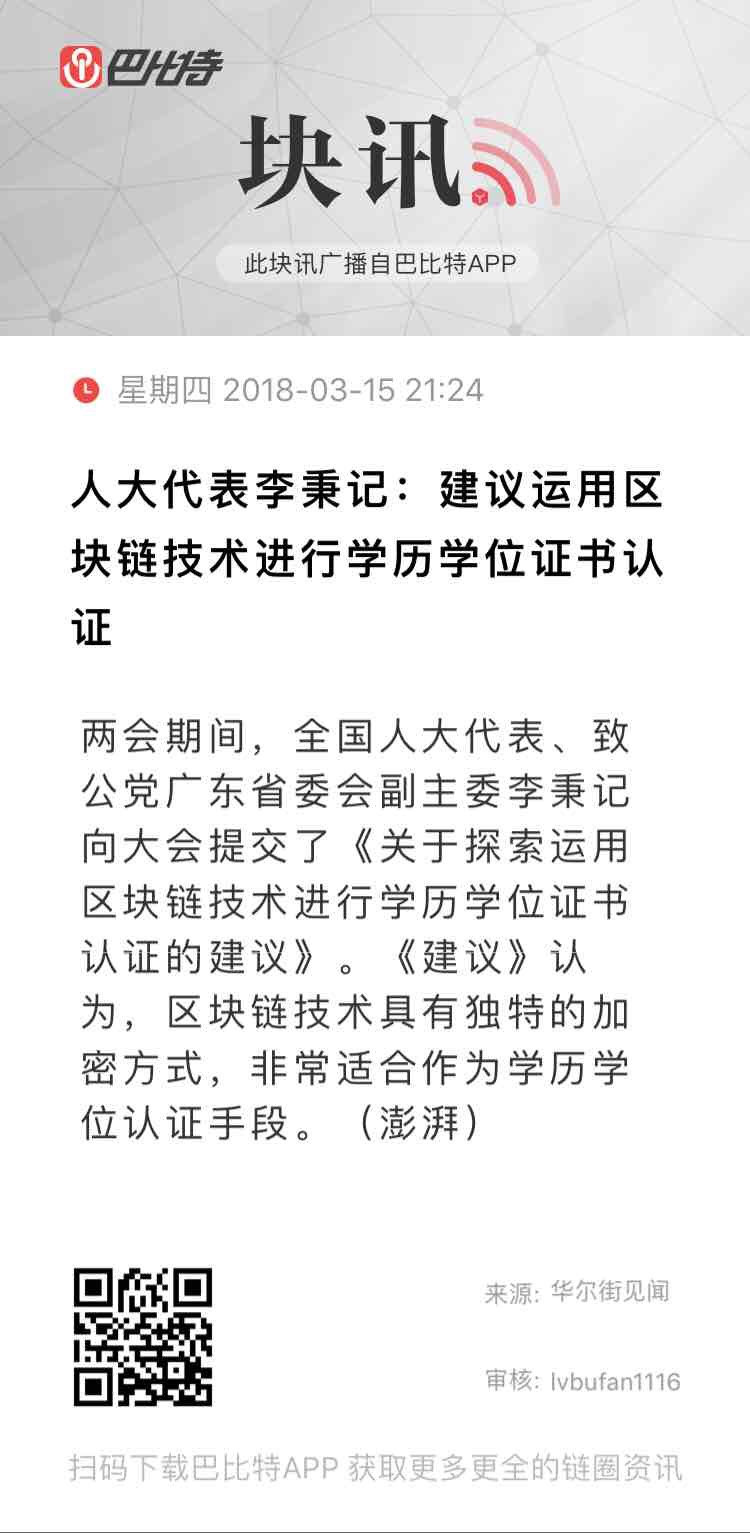 巴比特
块讯
此块讯广播自巴比特APP
星期四 2018-03-15 21:24
人大代表李秉记：建议运用区
块链技术进行学历学位证书认
证
两会期间，全国人大代表、致
公党广东省委会副主委李秉记
向大会提交了《关于探索运用
区块链技术进行学历学位证书
认证的建议》。《建议》认
为，区块链技术具有独特的加
密方式，非常适合作为学历学
位认证手段。（澎湃）
来源: 华尔街见闻
审核: lvbufan1116
扫码下载巴比特APP 获取更多更全的链圈资讯